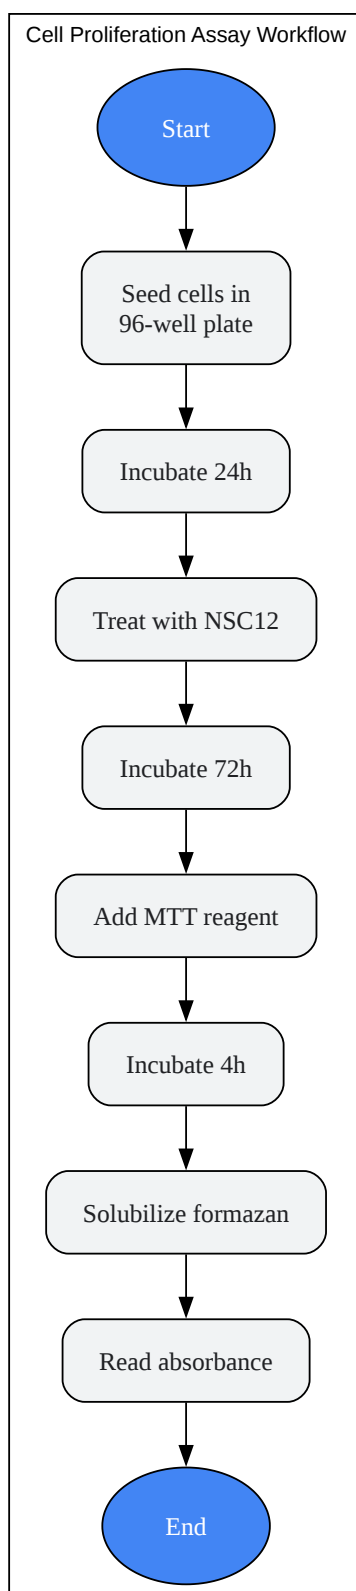 Cell Proliferation Assay Workflow
Start
Seed cells in
96-well plate
Incubate 24h
Treat with NSC12
Incubate 72h
Add MTT reagent
Incubate 4h
Solubilize formazan
Read absorbance
End